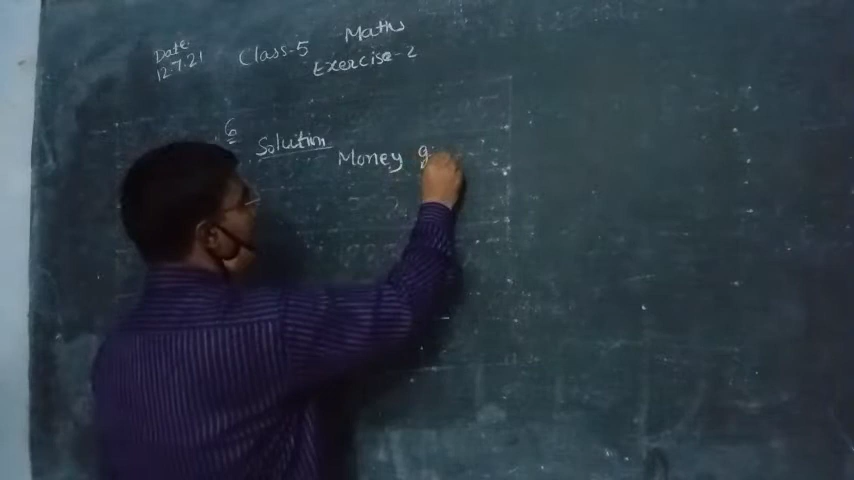 Maths
Date
12.7.21
Class-5
Exercise-2
6
Solution
Money g